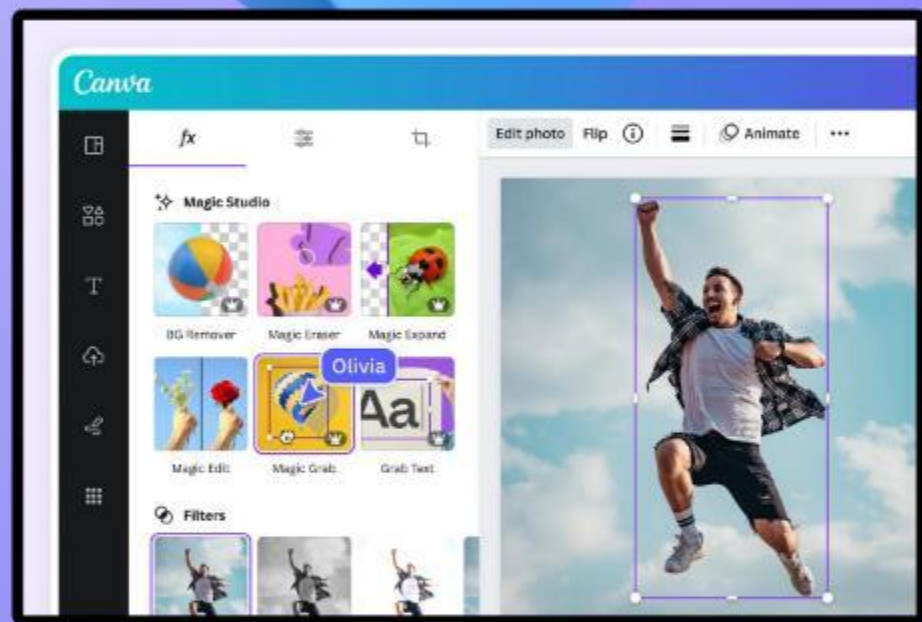 Canva
fx
Edit photo Flip Animate
Magic Studio
BG Remover Magic Eraser Magic Expand
Olivia
Aa
Magic Edit Magic Grab Grab Text
Filters